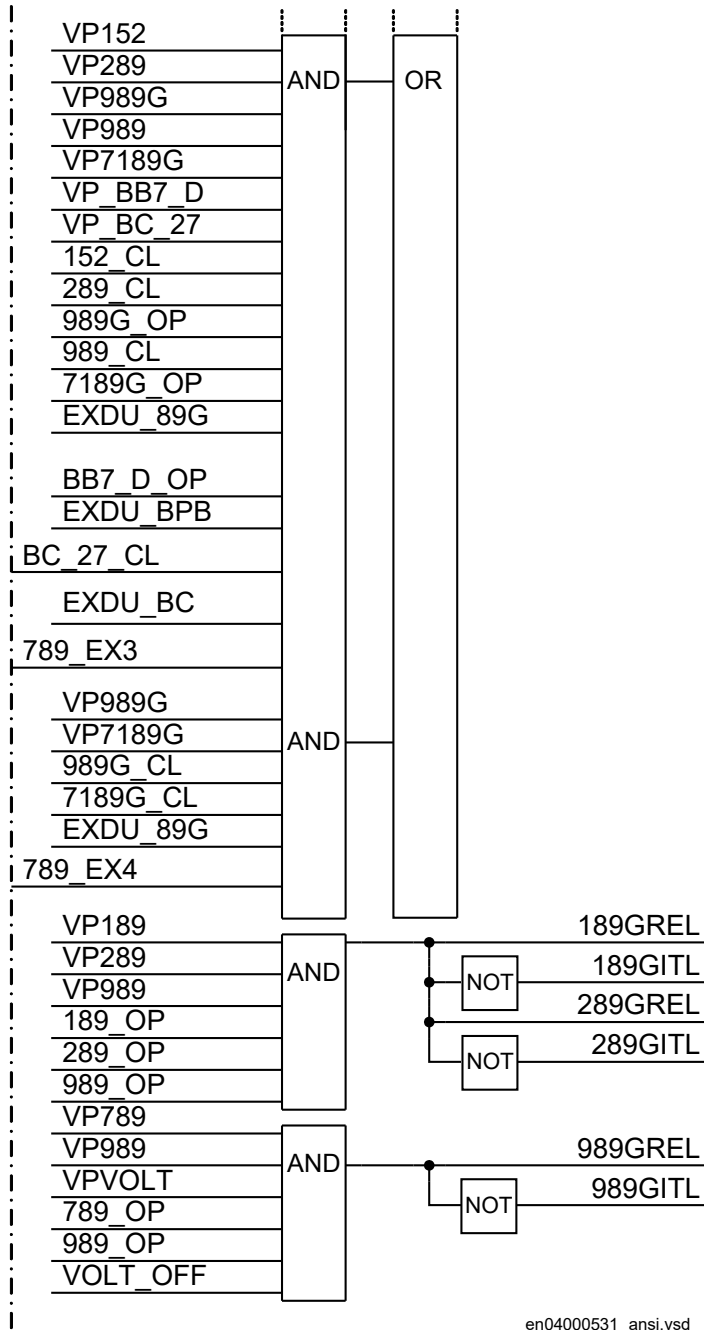 VP152
VP289
AND
OR
VP989G
VP989
VP7189G
VP_BB7_D
VP_BC_27
152_CL
289_CL
989G_OP
989_CL
7189G_OP
EXDU_89G
BB7_D_OP
EXDU_BPB
BC_27_CL
EXDU_BC
789_EX3
VP989G
VP7189G
AND
989G_CL
7189G_CL
EXDU_89G
789_EX4
VP189
189GREL
VP289
AND
NOT
189GITL
VP989
289GREL
189_OP
289_OP
NOT
289GITL
989_OP
VP789
VP989
AND
989GREL
VPVOLT
NOT
989GITL
789_OP
989_OP
VOLT_OFF
en04000531_ansi.vsd